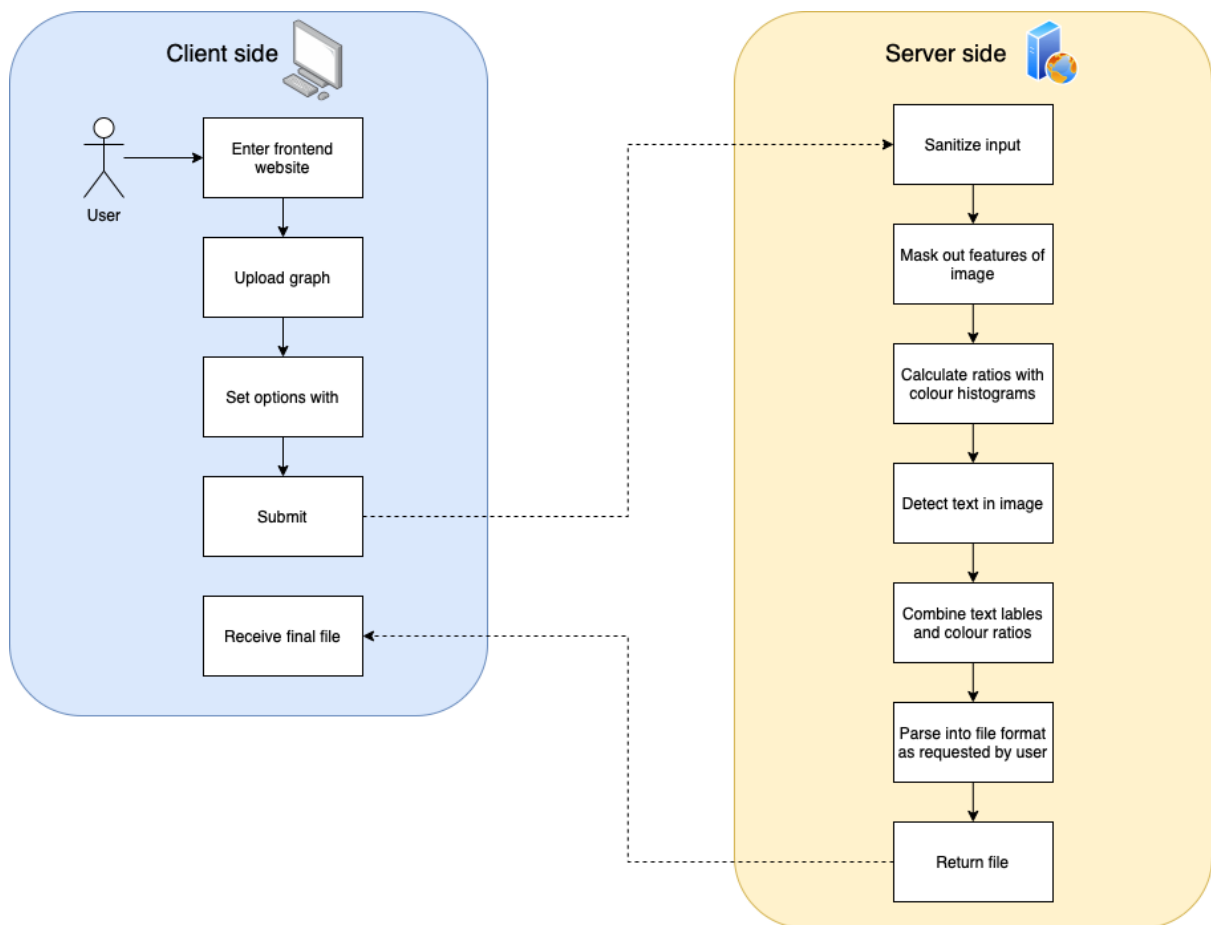 Client side
User
Enter frontend
website
Upload graph
Set options with
Submit
Receive final file
Server side
Sanitize input
Mask out features of
image
Calculate ratios with
colour histograms
Detect text in image
Combine text lables
and colour ratios
Parse into file format
as requested by user
Return file